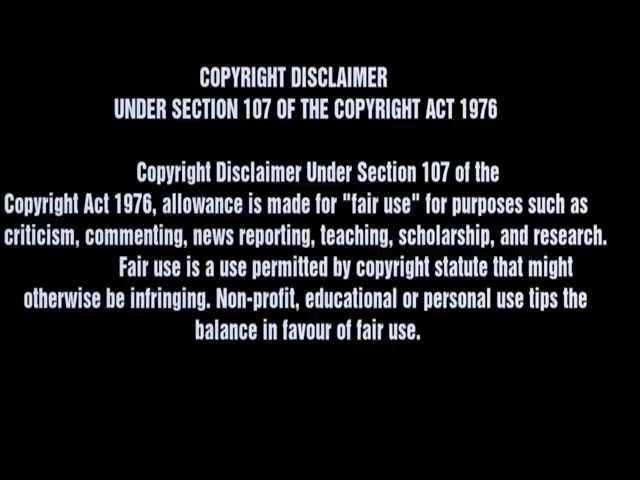 COPYRIGHT DISCLAIMER
UNDER SECTION 107 OF THE COPYRIGHT ACT 1976
Copyright Disclaimer Under Section 107 of the
Copyright Act 1976, allowance is made for "fair use" for purposes such as
criticism, commenting, news reporting, teaching, scholarship, and research.
Fair use is a use permitted by copyright statute that might
otherwise be infringing. Non-profit, educational or personal use tips the
balance in favour of fair use.